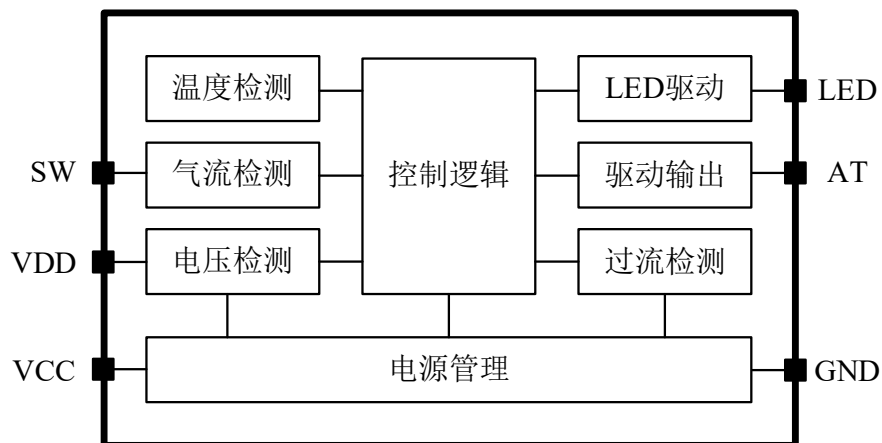 温度检测
LED驱动
LED
SW
气流检测
控制逻辑
驱动输出
AT
VDD
电压检测
过流检测
VCC
电源管理
GND